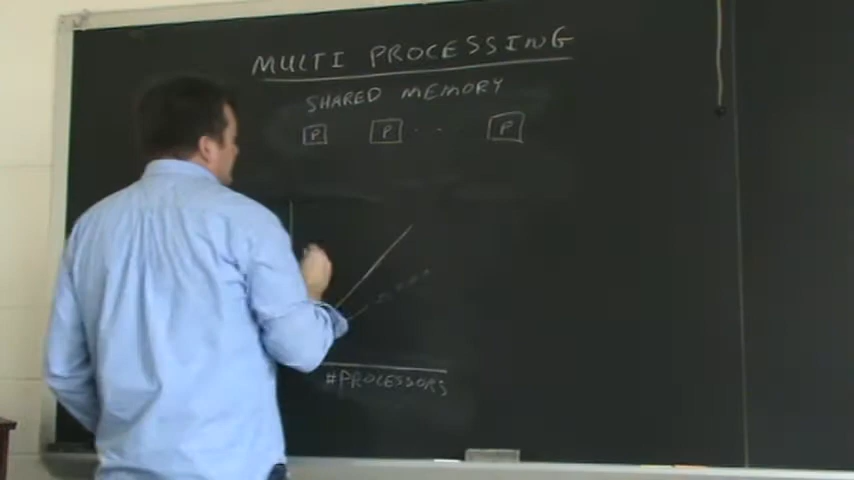 MULTI PROCESSING
SHARED MEMORY
P P . . P
#PROCESSORS